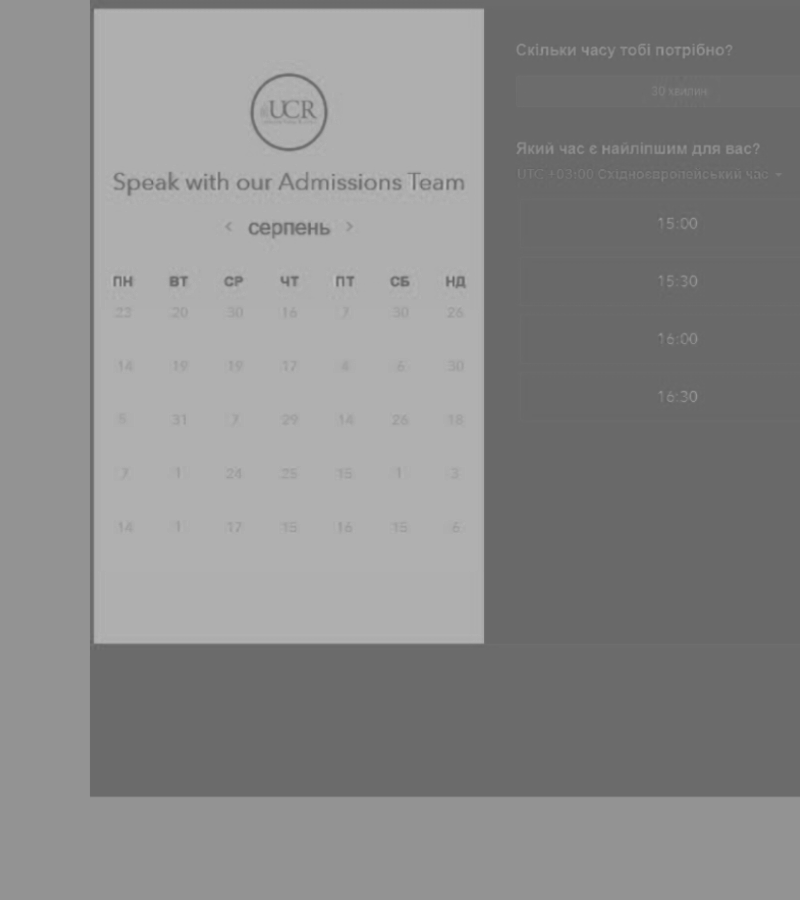 UCR
Speak with our Admissions Team
‹ серпень ›
ПН ВТ СР ЧТ ПТ СБ НД
23 20 30 16 7 30 26
14 19 19 17 4 6 30
5 31 7 29 14 26 18
7 1 24 25 15 1 3
14 1 17 15 16 15 6
Скільки часу тобі потрібно?
30 хвилин
Який час є найліпшим для вас?
UTC +03:00 Східноєвропейський час
15:00
15:30
16:00
16:30